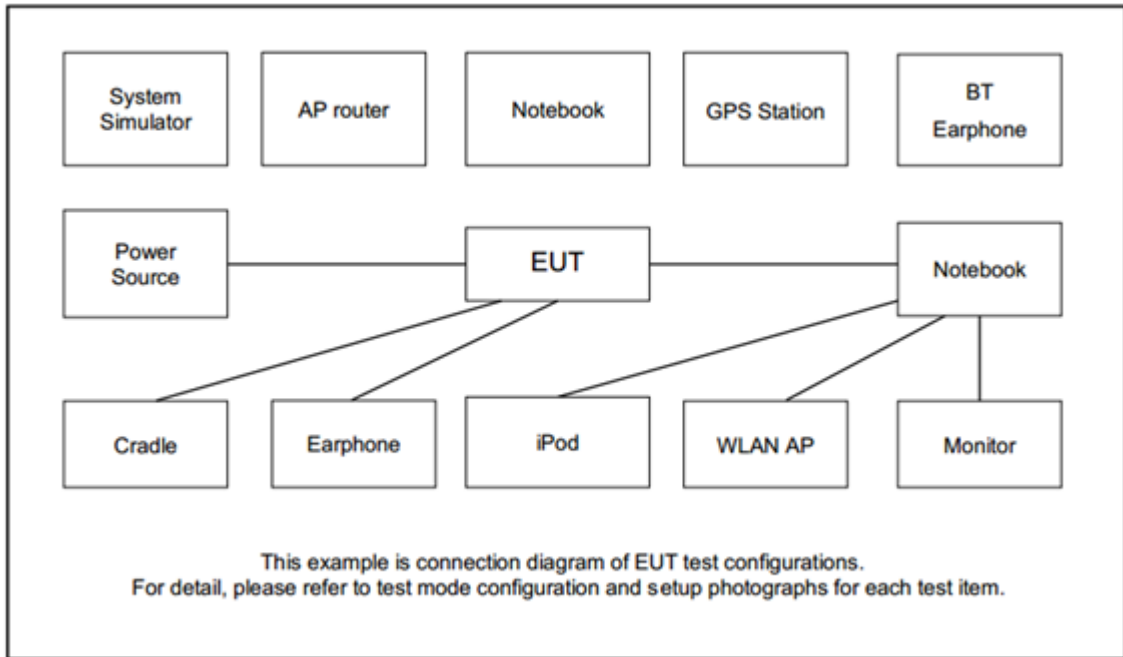 System
Simulator
AP router
Notebook
GPS Station
BT
Earphone
Power
Source
EUT
Notebook
Cradle
Earphone
iPod
WLAN AP
Monitor
This example is connection diagram of EUT test configurations.
For detail, please refer to test mode configuration and setup photographs for each test item.